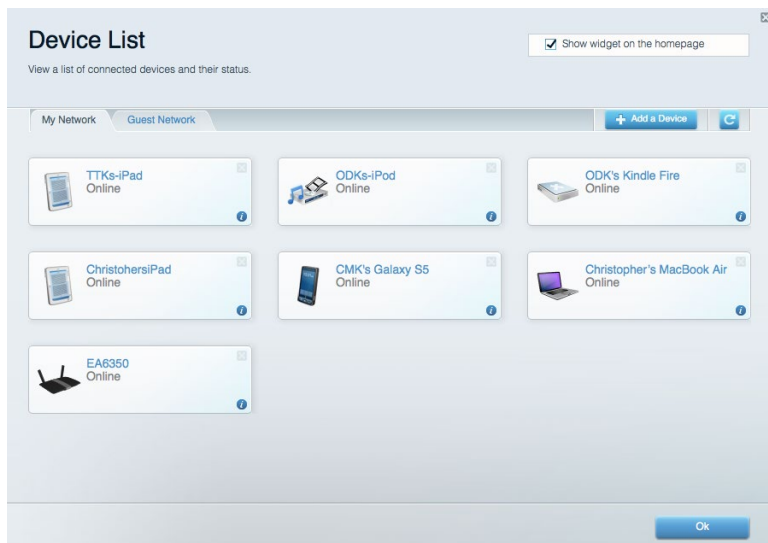 Device List
Show widget on the homepage
View a list of connected devices and their status.
My Network
Guest Network
Add a Device
TTKs-iPad
Online
ODKs-iPod
Online
ODK's Kindle Fire
Online
ChristohersiPad
Online
CMK's Galaxy S5
Online
Christopher's MacBook Air
Online
EA6350
Online
Ok